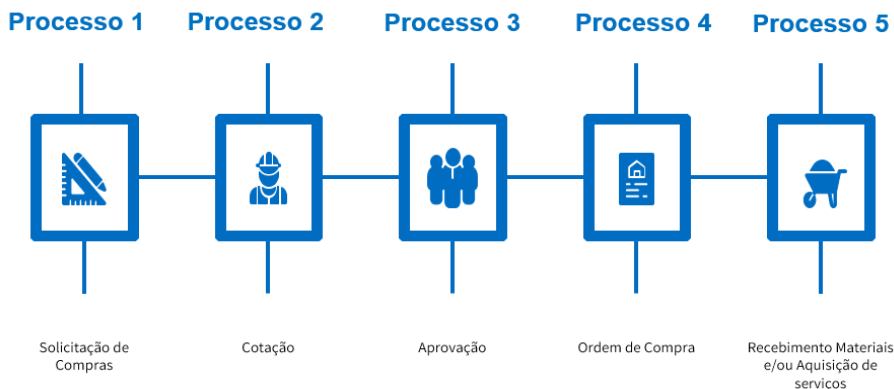 Processo 1
Processo 2
Processo 3
Processo 4
Processo 5
Solicitação de
Compras
Cotação
Aprovação
Ordem de Compra
Recebimento Materiais
e/ou Aquisição de
servicos